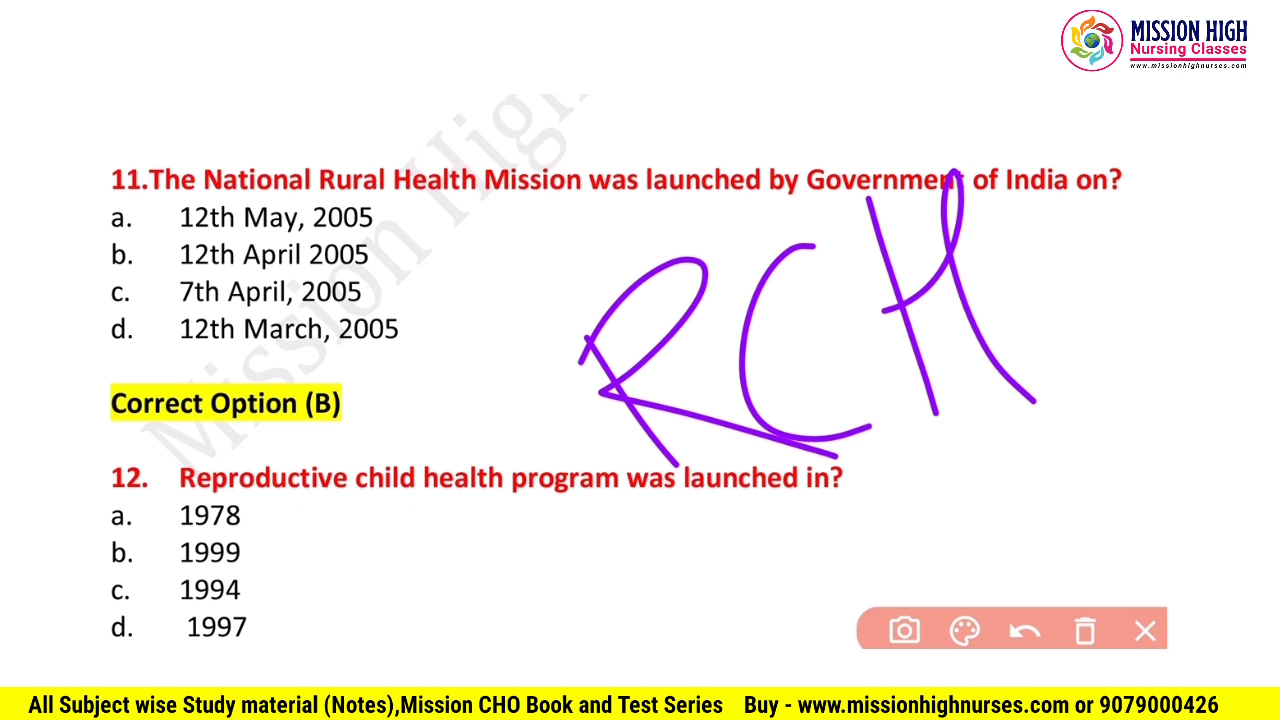 MISSION HIGH
Nursing Classes
www.missionhighnurses.com
Mission High
11.The National Rural Health Mission was launched by Government of India on?
a. 12th May, 2005
b. 12th April 2005
c. 7th April, 2005
d. 12th March, 2005
RCH
Correct Option (B)
12. Reproductive child health program was launched in?
a. 1978
b. 1999
c. 1994
d. 1997
All Subject wise Study material (Notes),Mission CHO Book and Test Series Buy - www.missionhighnurses.com or 9079000426